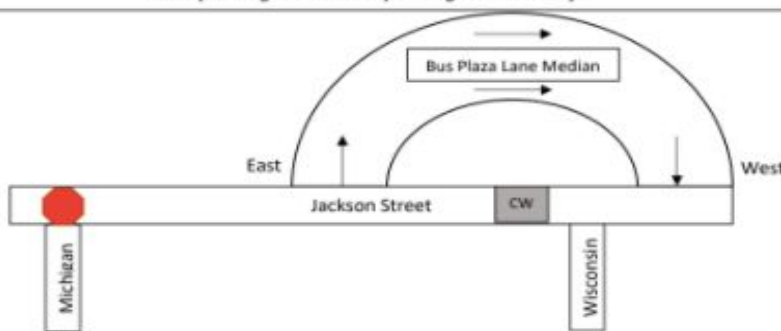 Bus Plaza Lane Median
East
West
Jackson Street
CW
Michigan
Wisconsin